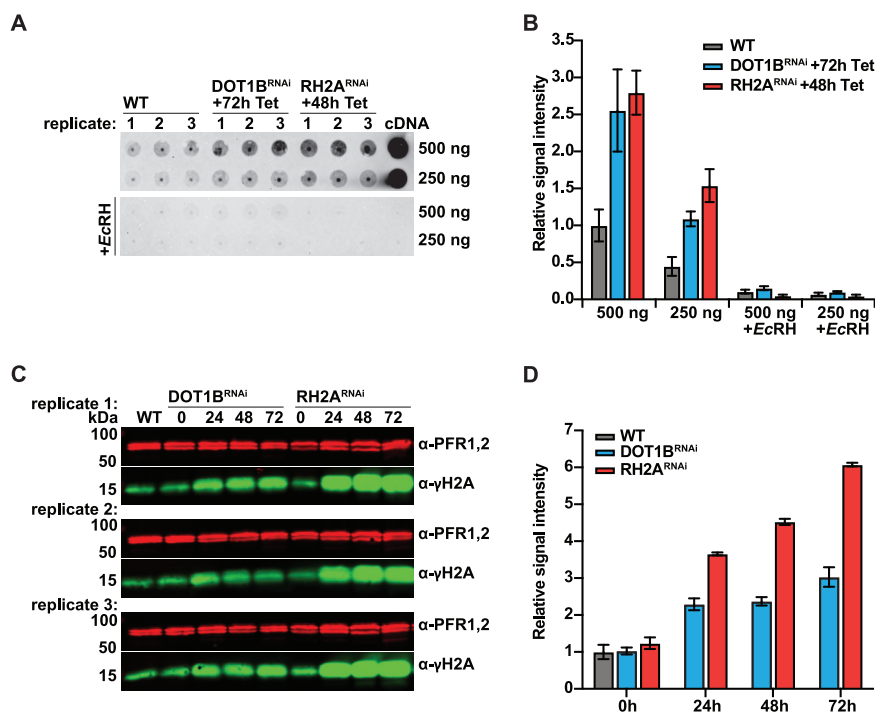 A
DOT1B^RNAi RH2A^RNAi
WT +72h Tet +48h Tet
replicate: 1 2 3 1 2 3 1 2 3 cDNA
500 ng
250 ng
+EcRH
500 ng
250 ng
B
Relative signal intensity
3.5
3.0
2.5
2.0
1.5
1.0
0.5
0.0
WT
DOT1B^RNAi +72h Tet
RH2A^RNAi +48h Tet
500 ng 250 ng 500 ng 250 ng
+EcRH +EcRH
C
DOT1B^RNAi RH2A^RNAi
replicate 1:
kDa WT 0 24 48 72 0 24 48 72
100
50
α-PFR1,2
15
α-γH2A
replicate 2:
100
50
α-PFR1,2
15
α-γH2A
replicate 3:
100
50
α-PFR1,2
15
α-γH2A
D
Relative signal intensity
7
6
5
4
3
2
1
0
WT
DOT1B^RNAi
RH2A^RNAi
0h 24h 48h 72h